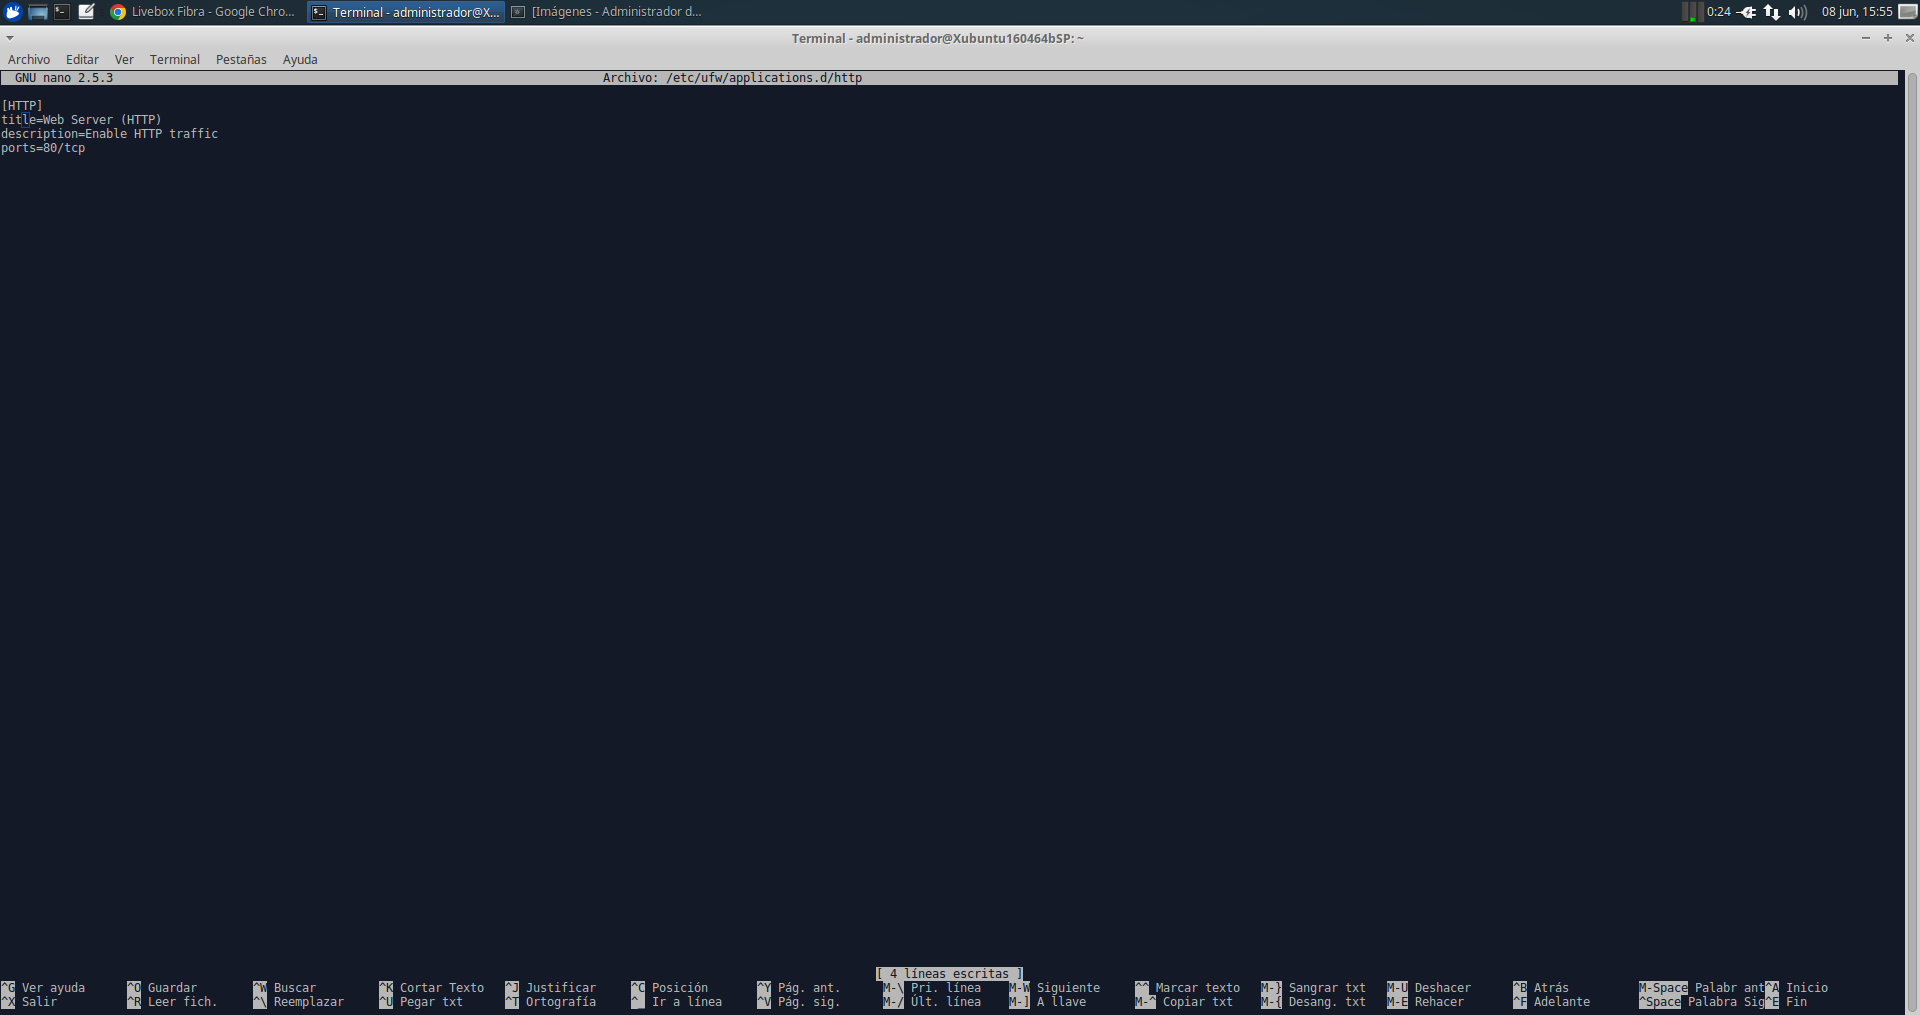 Livebox Fibra - Google Chro... Terminal - administrador@X... [Imágenes - Administrador d... 0:24 08 jun, 15:55
Terminal - administrador@Xubuntu160464bSP: ~
Archivo Editar Ver Terminal Pestañas Ayuda
GNU nano 2.5.3 Archivo: /etc/ufw/applications.d/http
[HTTP]
title=Web Server (HTTP)
description=Enable HTTP traffic
ports=80/tcp
[ 4 líneas escritas ]
^G Ver ayuda ^O Guardar ^W Buscar ^K Cortar Texto ^J Justificar ^C Posición ^Y Pág. ant. M-\ Pri. línea M-W Siguiente ^^ Marcar texto M-} Sangrar txt M-U Deshacer ^B Atrás M-Space Palabr ant^A Inicio
^X Salir ^R Leer fich. ^\ Reemplazar ^U Pegar txt ^T Ortografía ^_ Ir a línea ^V Pág. sig. M-/ Últ. línea M-] A llave M-^ Copiar txt M-{ Desang. txt M-E Rehacer ^F Adelante ^Space Palabra Sig^E Fin